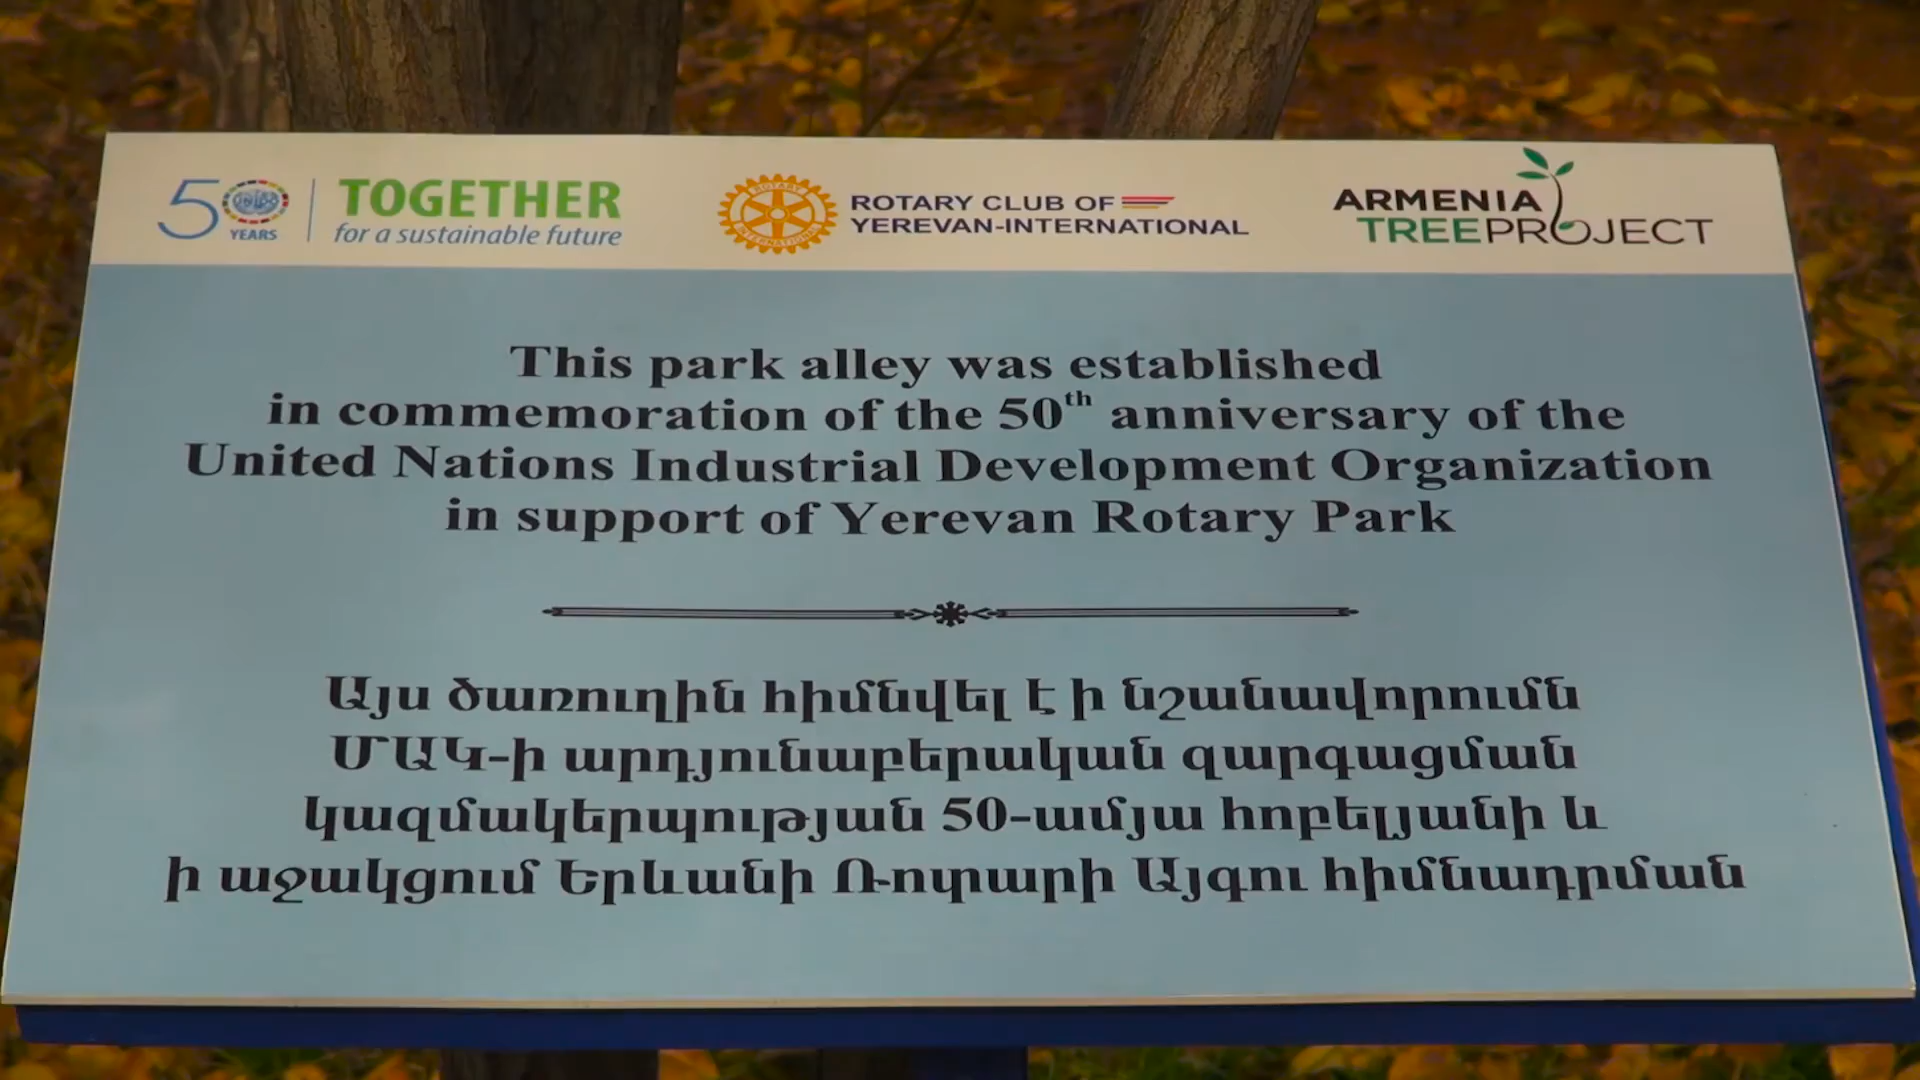 50 YEARS
TOGETHER
for a sustainable future
ROTARY INTERNATIONAL
ROTARY CLUB OF
YEREVAN-INTERNATIONAL
ARMENIA
TREEPROJECT
This park alley was established
in commemoration of the 50th anniversary of the
United Nations Industrial Development Organization
in support of Yerevan Rotary Park
Այս ծառուղին հիմնվել է ի նշանավորումն
ՄԱԿ-ի արդյունաբերական զարգացման
կազմակերպության 50-ամյա հոբելյանի և
ի աջակցում Երևանի Ռոտարի Այգու հիմնադրման